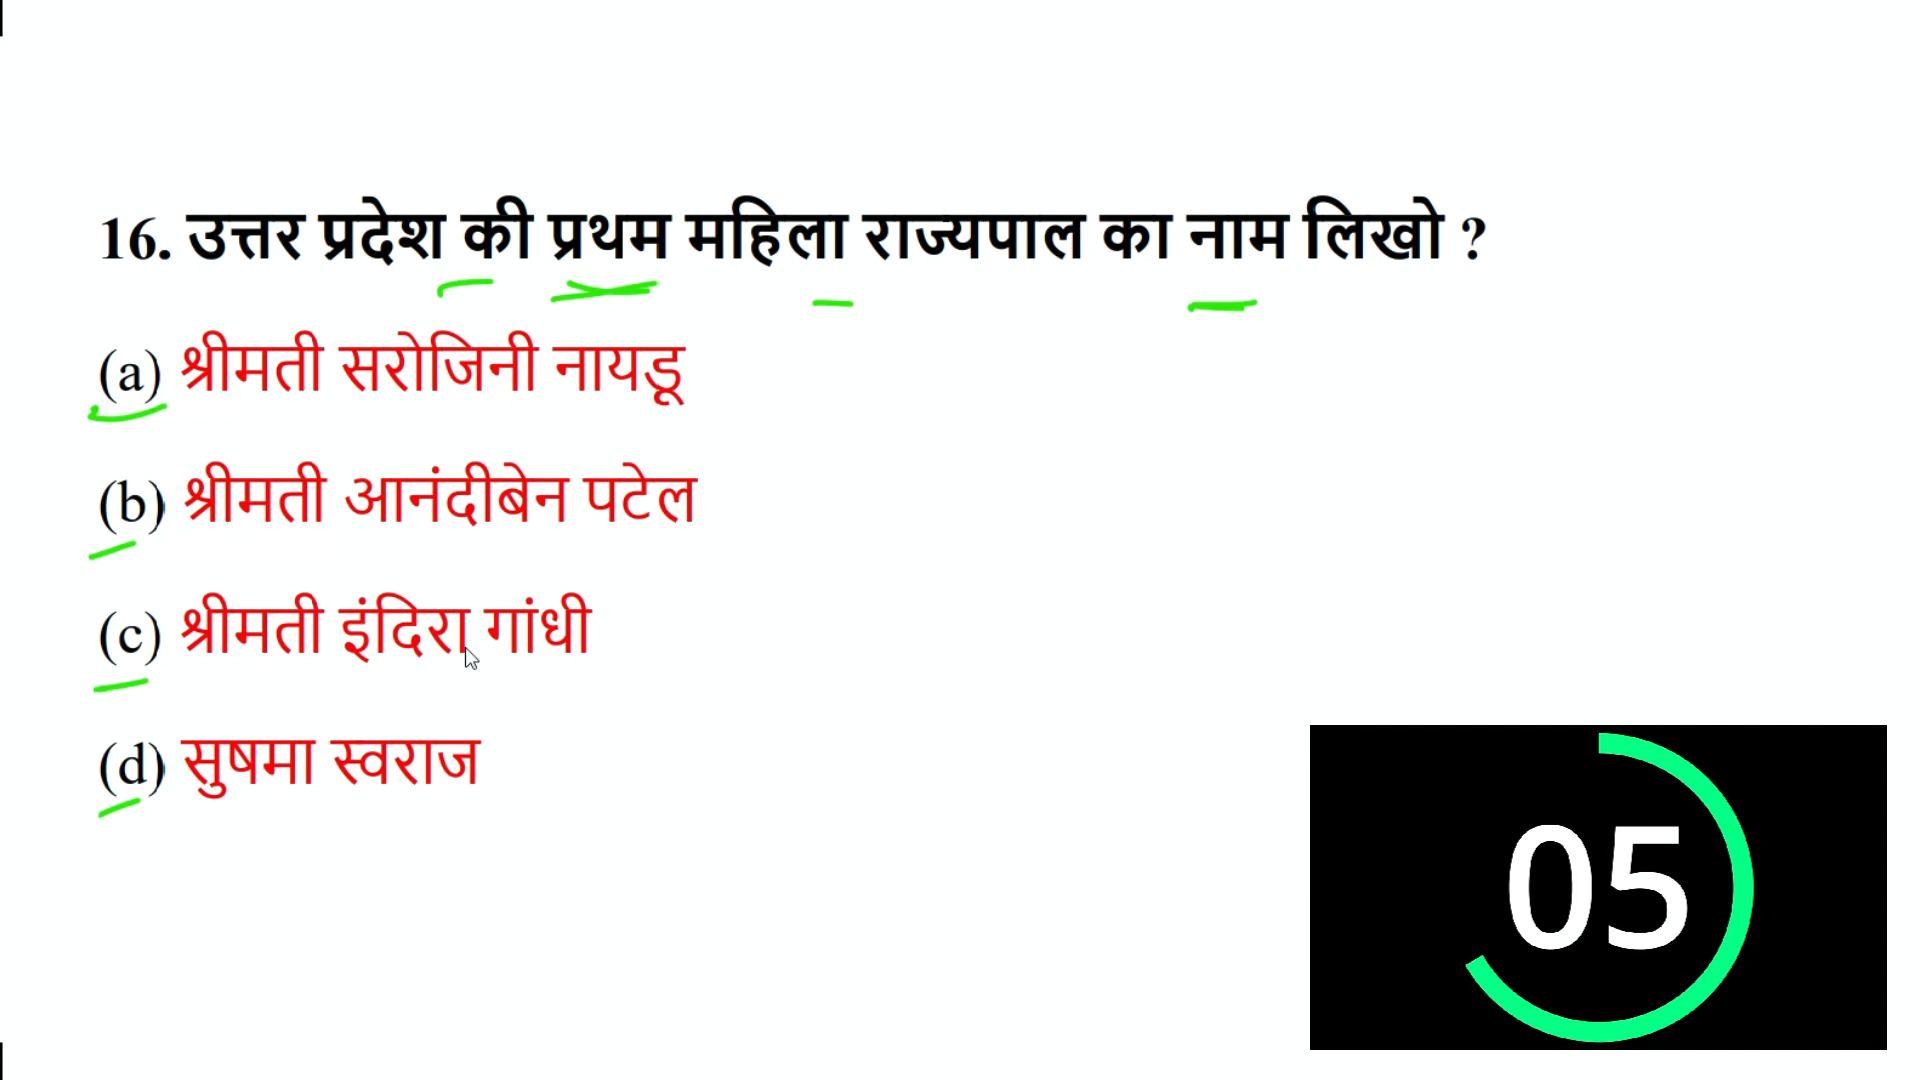 16. उत्तर प्रदेश की प्रथम महिला राज्यपाल का नाम लिखो ?
(a) श्रीमती सरोजिनी नायडू
(b) श्रीमती आनंदीबेन पटेल
(c) श्रीमती इंदिरा गांधी
(d) सुषमा स्वराज
05